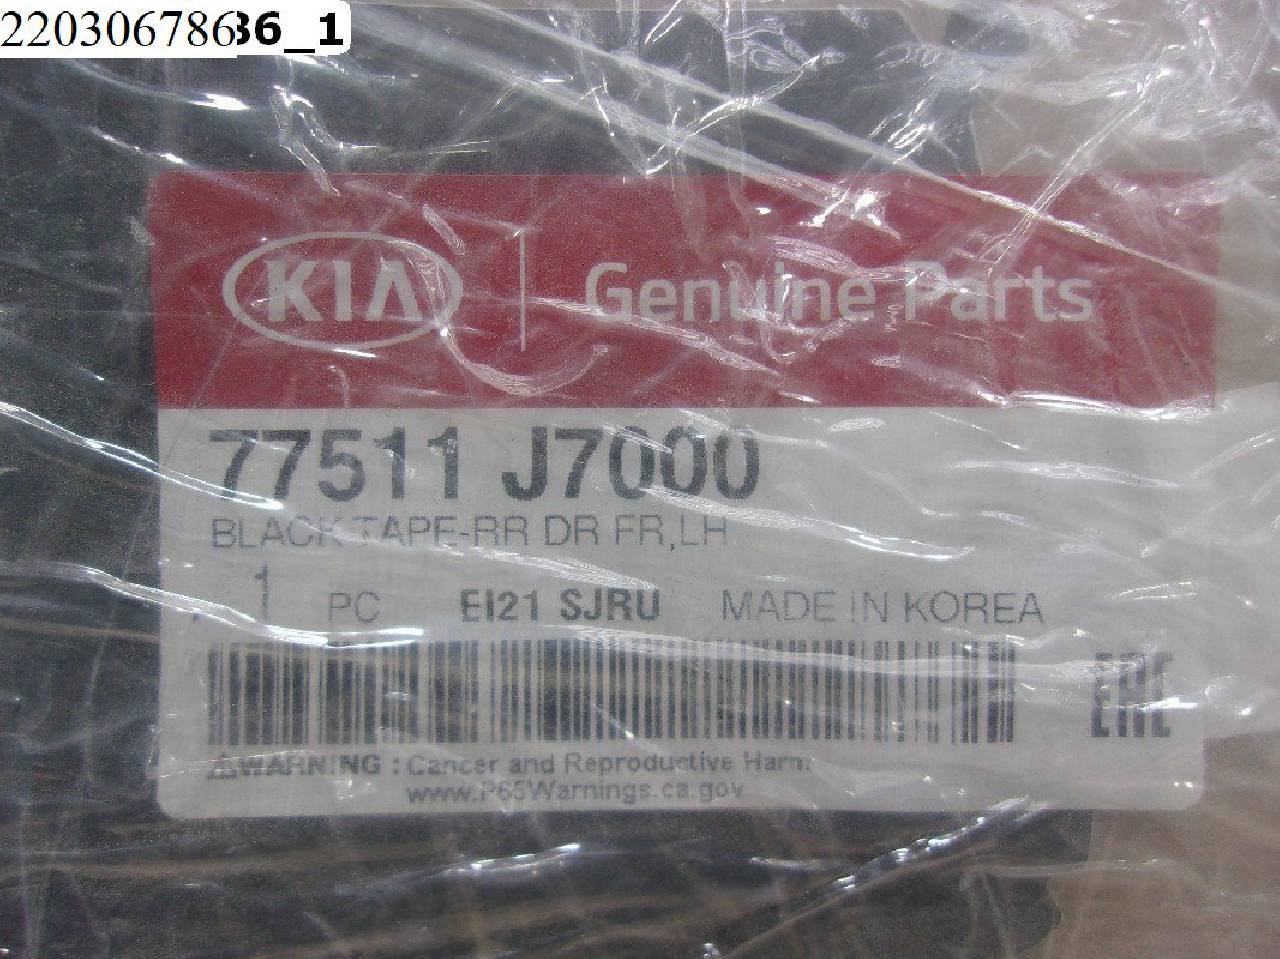 22030678636_1
KIA Genuine Parts
77511 J7000
BLACK TAPE-RR DR FR,LH
1 PC EI21 SJRU MADE IN KOREA
EAC
WARNING : Cancer and Reproductive Harm.
www.P65Warnings.ca.gov